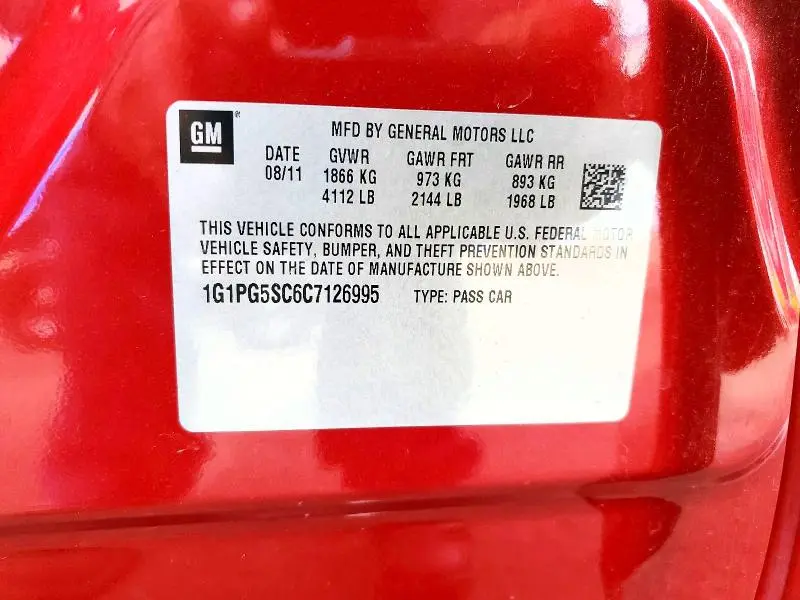 GM®
MFD BY GENERAL MOTORS LLC
DATE GVWR GAWR FRT GAWR RR
08/11 1866 KG 973 KG 893 KG
4112 LB 2144 LB 1968 LB
THIS VEHICLE CONFORMS TO ALL APPLICABLE U.S. FEDERAL MOTOR
VEHICLE SAFETY, BUMPER, AND THEFT PREVENTION STANDARDS IN
EFFECT ON THE DATE OF MANUFACTURE SHOWN ABOVE.
1G1PG5SC6C7126995 TYPE: PASS CAR